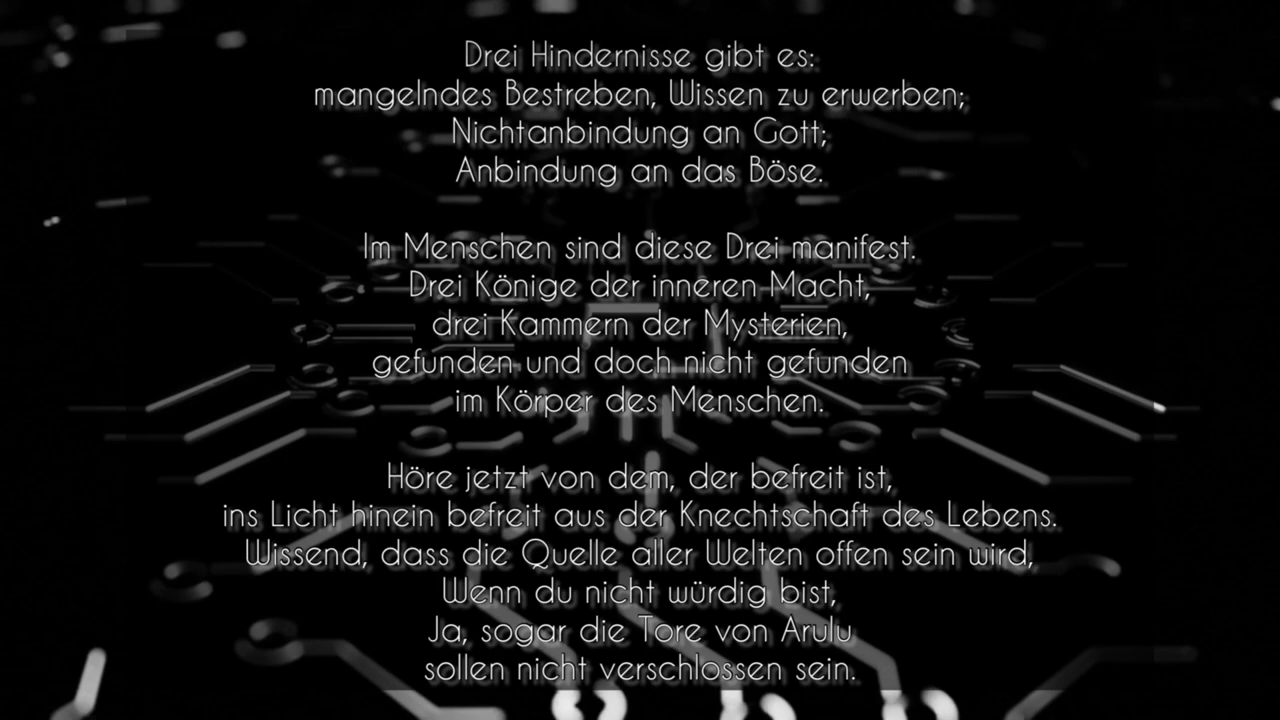 Drei Hindernisse gibt es:
mangelndes Bestreben, Wissen zu erwerben;
Nichtanbindung an Gott;
Anbindung an das Böse.
Im Menschen sind diese Drei manifest.
Drei Könige der inneren Macht,
drei Kammern der Mysterien,
gefunden und doch nicht gefunden
im Körper des Menschen.
Höre jetzt von dem, der befreit ist,
ins Licht hinein befreit aus der Knechtschaft des Lebens.
Wissend, dass die Quelle aller Welten offen sein wird,
Wenn du nicht würdig bist,
Ja, sogar die Tore von Arulu
sollen nicht verschlossen sein.